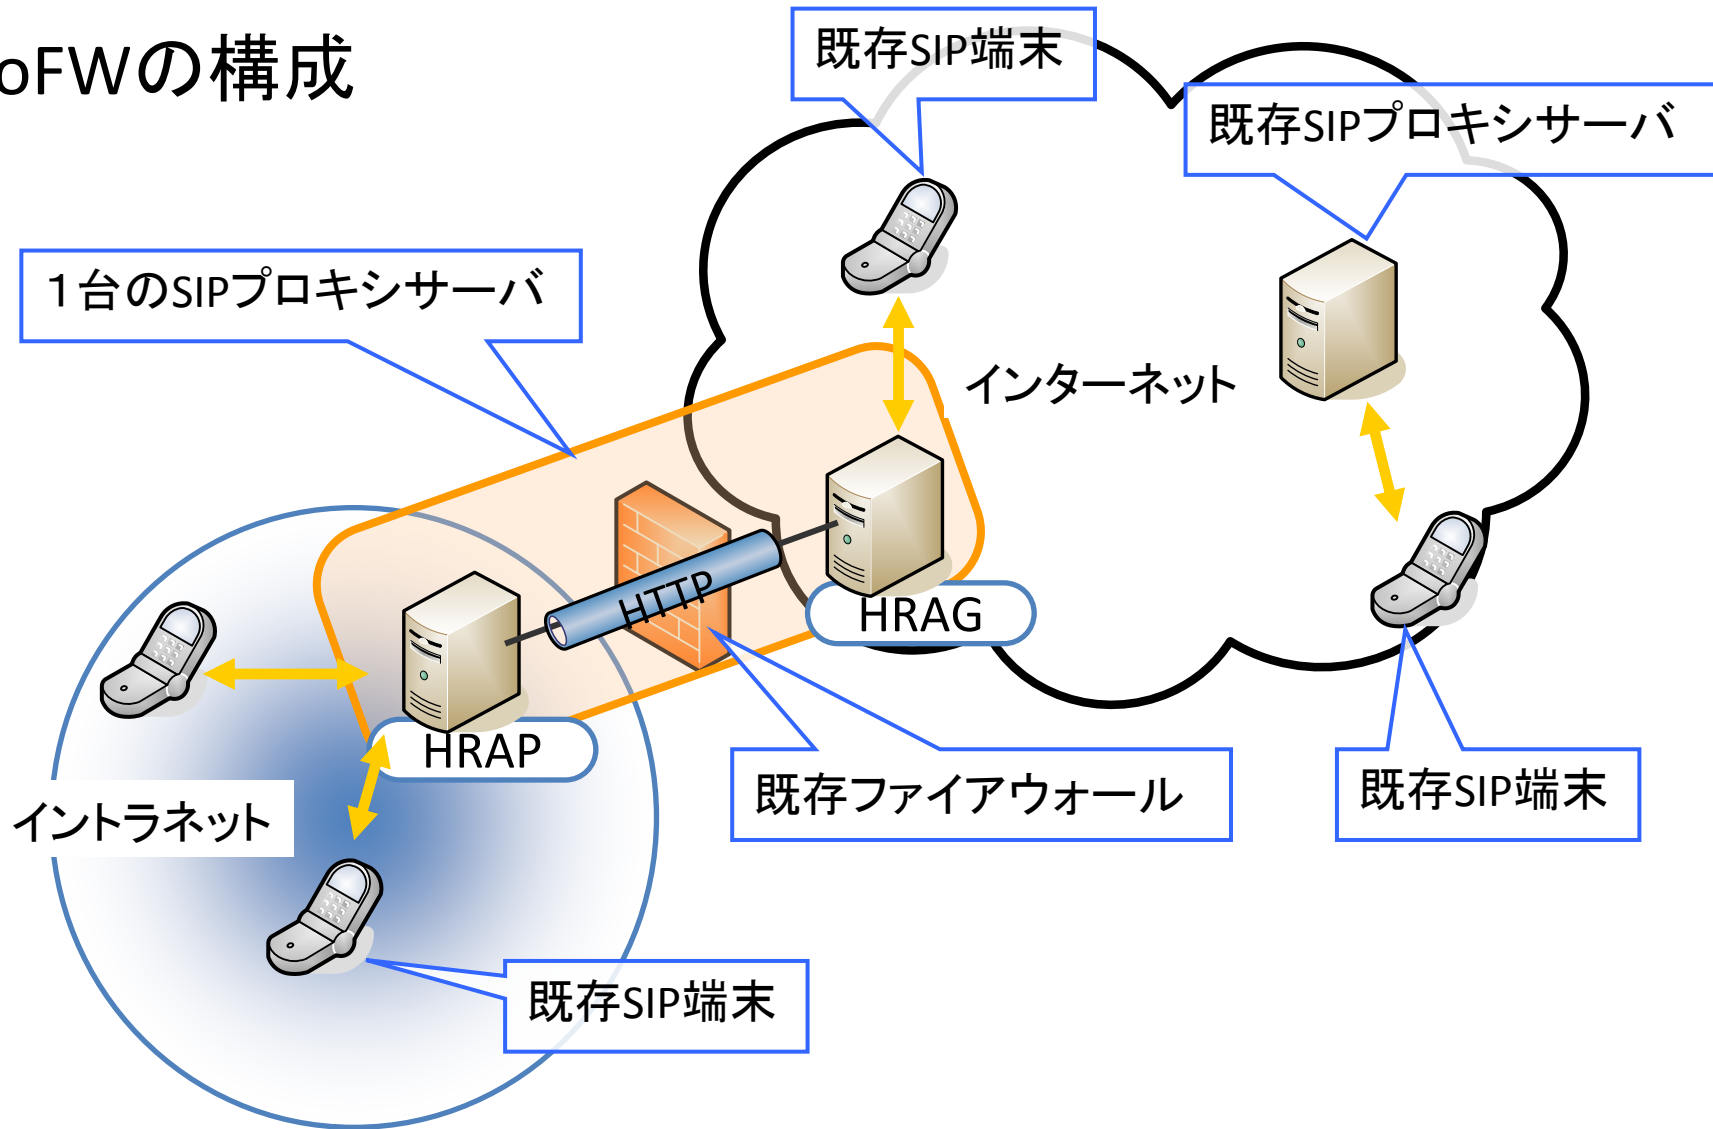 oFWの構成
既存SIP端末
既存SIPプロキシサーバ
１台のSIPプロキシサーバ
インターネット
HTTP
HRAG
HRAP
既存ファイアウォール
既存SIP端末
イントラネット
既存SIP端末